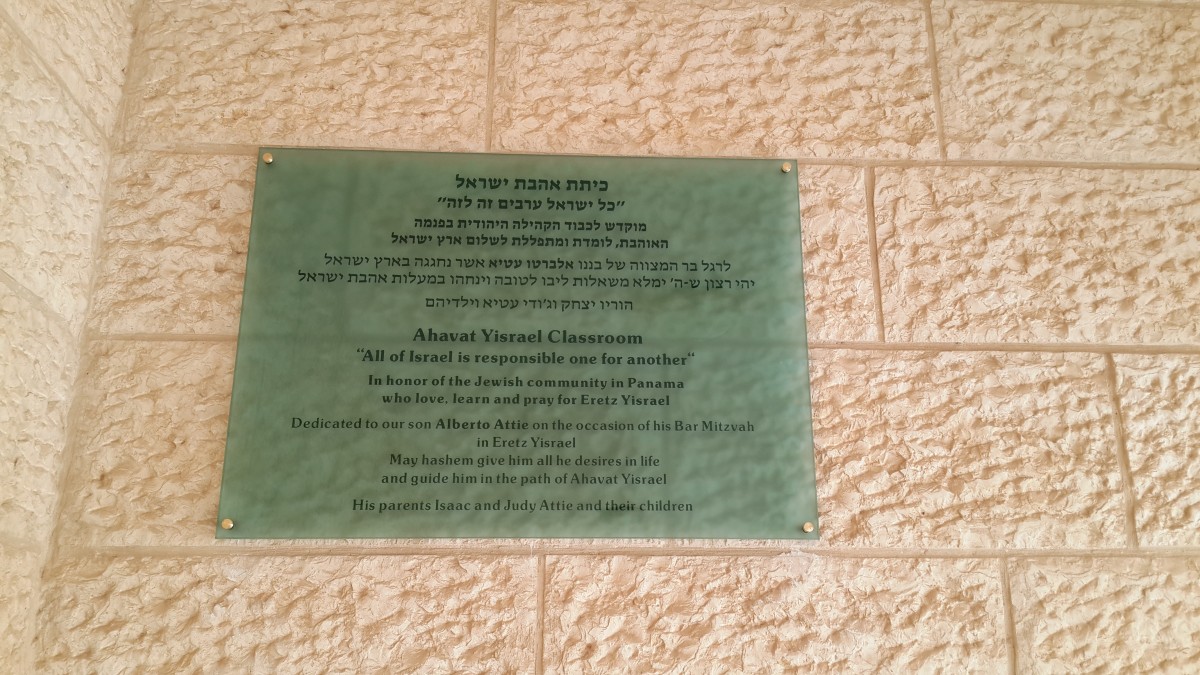 כיתת אהבת ישראל
"כל ישראל ערבים זה לזה"
מוקדש לכבוד הקהילה היהודית בפנמה
האוהבת, לומדת ומתפללת לשלום ארץ ישראל
לרגל בר המצווה של בננו אלברטו עטיא אשר נחגגה בארץ ישראל
יהי רצון ש-ה' ימלא משאלות ליבו לטובה וינחהו במעלות אהבת ישראל
הוריו יצחק וג'ודי עטיא וילדיהם
Ahavat Yisrael Classroom
“All of Israel is responsible one for another“
In honor of the Jewish community in Panama
who love, learn and pray for Eretz Yisrael
Dedicated to our son Alberto Attie on the occasion of his Bar Mitzvah
in Eretz Yisrael
May hashem give him all he desires in life
and guide him in the path of Ahavat Yisrael
His parents Isaac and Judy Attie and their children